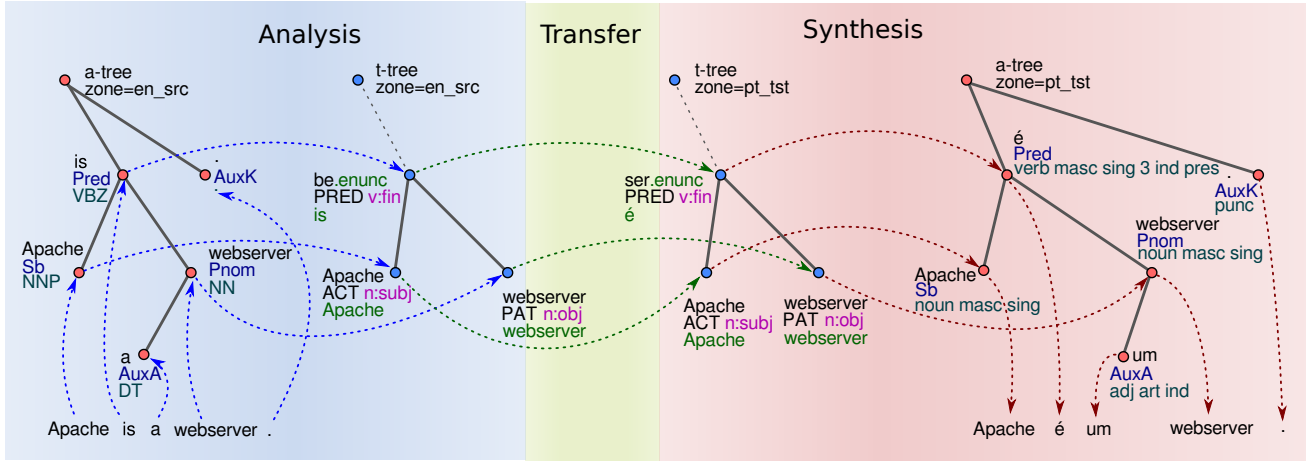 Analysis
Transfer
Synthesis
a-tree
zone=en_src
t-tree
zone=en_src
t-tree
zone=pt_tst
a-tree
zone=pt_tst
is
Pred
VBZ
.
AuxK
.
Apache
Sb
NNP
webserver
Pnom
NN
a
AuxA
DT
be.enunc
PRED v:fin
is
Apache
ACT n:subj
Apache
webserver
PAT n:obj
webserver
ser.enunc
PRED v:fin
é
Apache
ACT n:subj
Apache
webserver
PAT n:obj
webserver
é
Pred
verb masc sing 3 ind pres
.
AuxK
punc
Apache
Sb
noun masc sing
webserver
Pnom
noun masc sing
um
AuxA
adj art ind
Apache is a webserver .
Apache é um webserver .